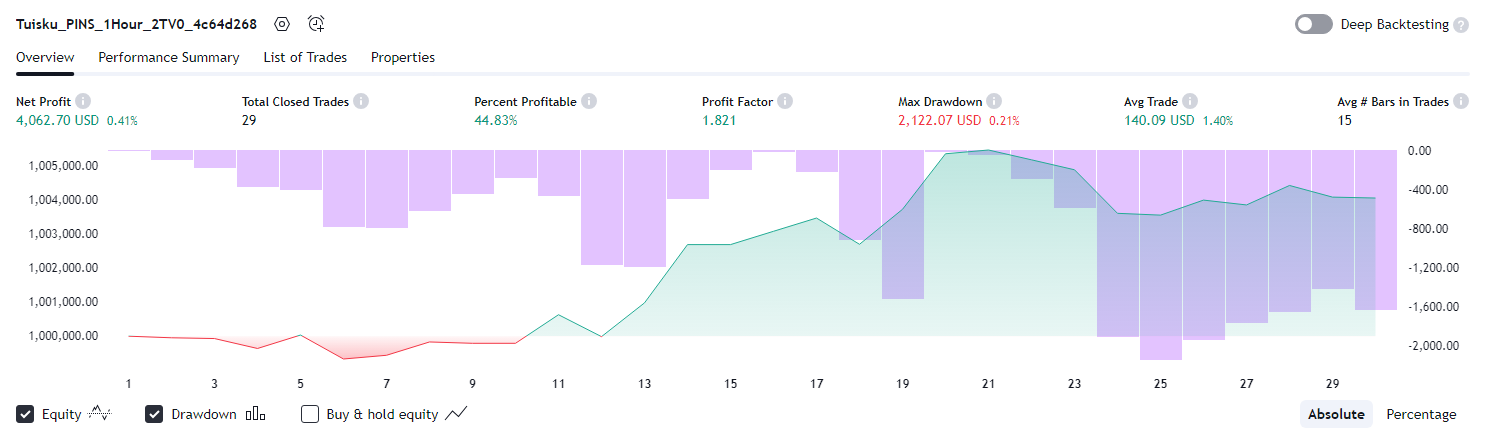 Tuisku_PINS_1Hour_2TV0_4c64d268 Deep Backtesting ?
Overview Performance Summary List of Trades Properties
Net Profit i Total Closed Trades i Percent Profitable i Profit Factor i Max Drawdown i Avg Trade i Avg # Bars in Trades i
4,062.70 USD 0.41% 29 44.83% 1.821 2,122.07 USD 0.21% 140.09 USD 1.40% 15
1,005,000.00 0.00
1,004,000.00 -400.00
1,003,000.00 -800.00
1,002,000.00 -1,200.00
1,001,000.00 -1,600.00
1,000,000.00 -2,000.00
1 3 5 7 9 11 13 15 17 19 21 23 25 27 29
Equity Drawdown Buy & hold equity Absolute Percentage